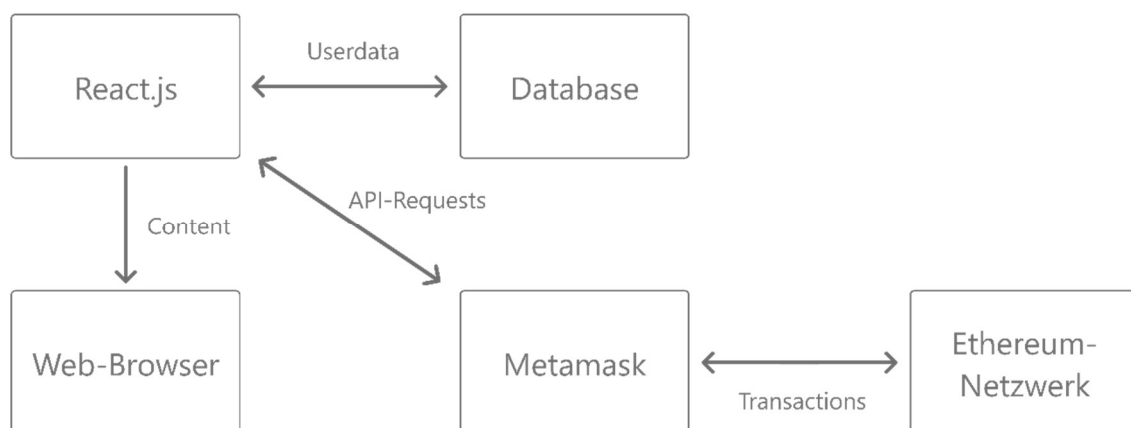 Userdata
React.js
Database
API-Requests
Content
Web-Browser
Metamask
Ethereum-
Netzwerk
Transactions